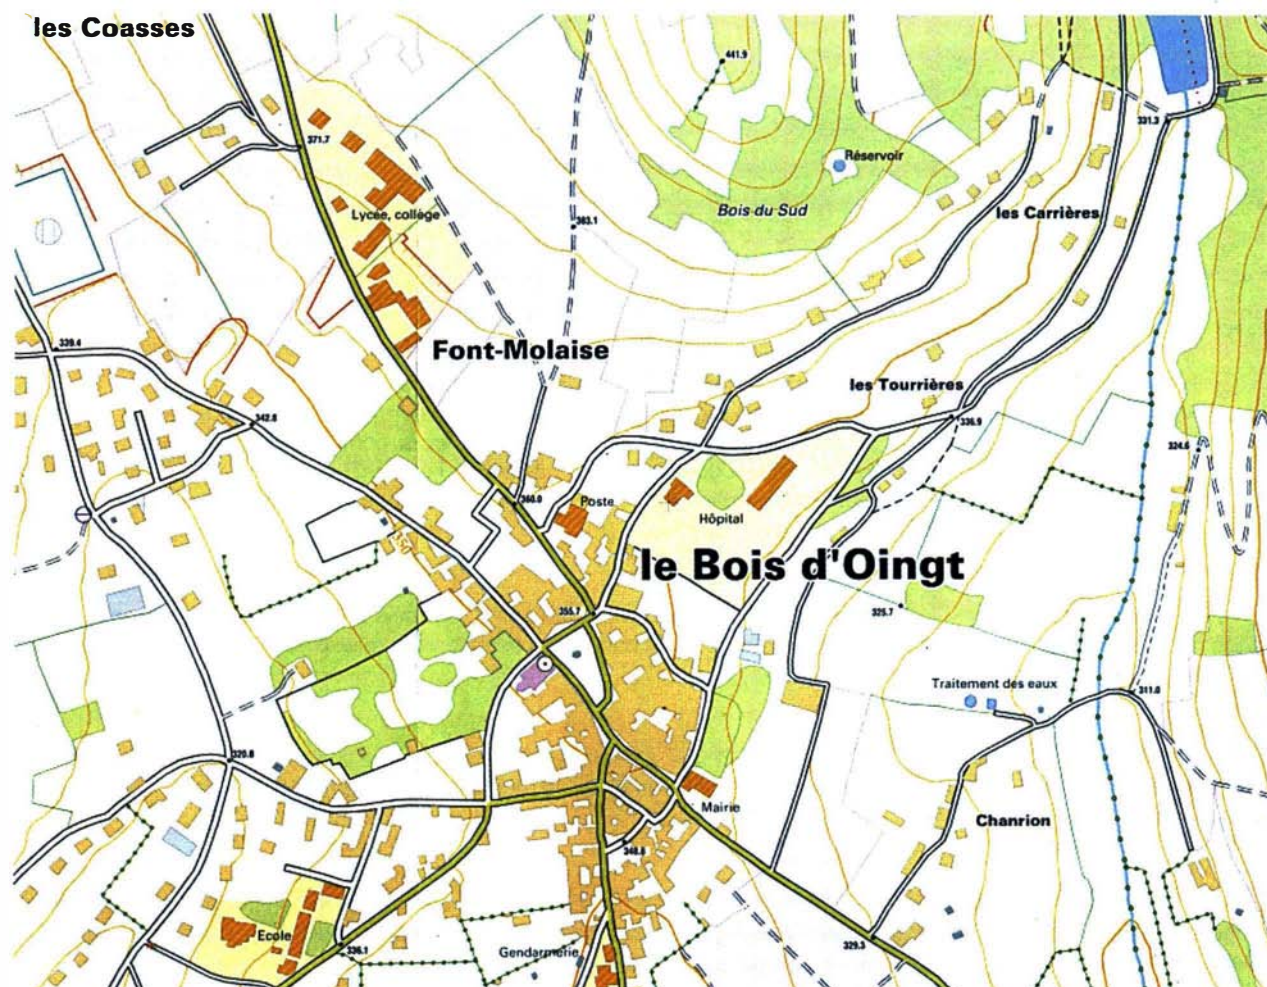 les Coasses
441.9
371.7
331.3
Réservoir
Lycée, collège
Bois du Sud
les Carrières
383.1
339.4
Font-Molaise
les Tourrières
342.8
336.9
324.6
360.0
Poste
Hôpital
350
le Bois d'Oingt
355.7
325.7
Traitement des eaux
311.0
320.8
Mairie
Chanrion
348.8
Ecole
336.1
Gendarmerie
329.3